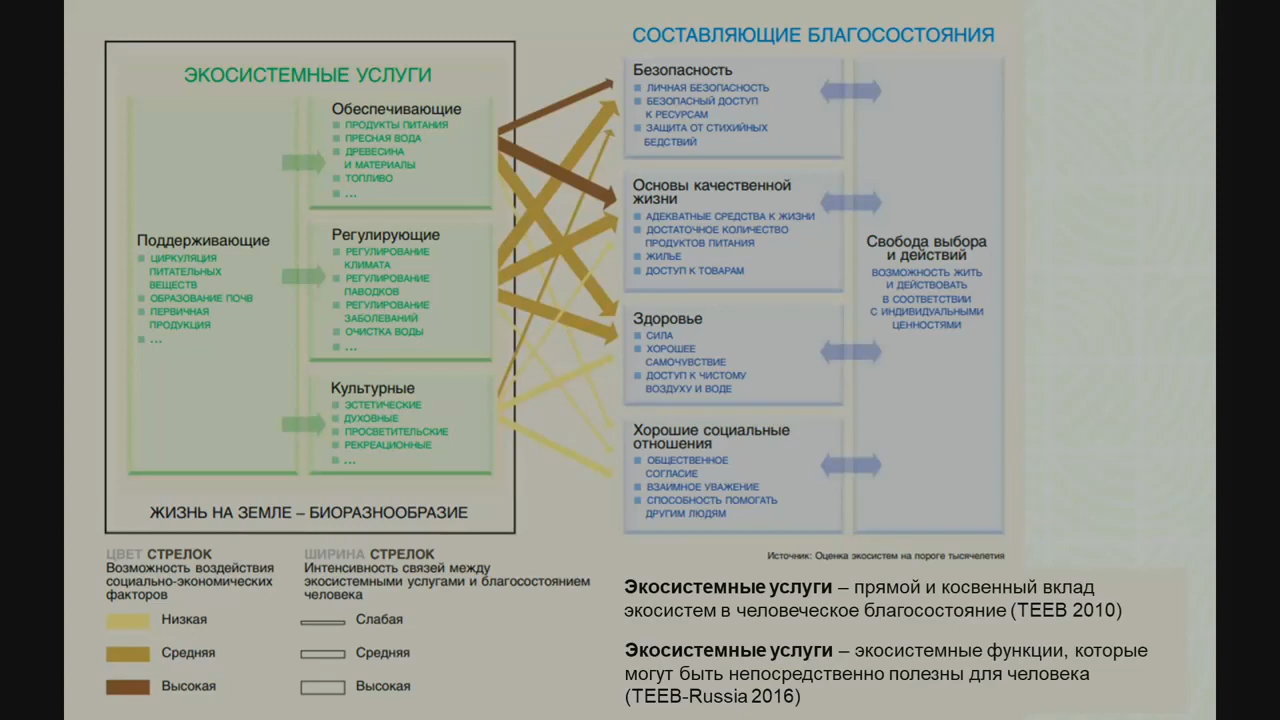 ЭКОСИСТЕМНЫЕ УСЛУГИ
Поддерживающие
ЦИРКУЛЯЦИЯ
ПИТАТЕЛЬНЫХ
ВЕЩЕСТВ
ОБРАЗОВАНИЕ ПОЧВ
ПЕРВИЧНАЯ
ПРОДУКЦИЯ
...
Обеспечивающие
ПРОДУКТЫ ПИТАНИЯ
ПРЕСНАЯ ВОДА
ДРЕВЕСИНА
И МАТЕРИАЛЫ
ТОПЛИВО
...
Регулирующие
РЕГУЛИРОВАНИЕ
КЛИМАТА
РЕГУЛИРОВАНИЕ
ПАВОДКОВ
РЕГУЛИРОВАНИЕ
ЗАБОЛЕВАНИЙ
ОЧИСТКА ВОДЫ
...
Культурные
ЭСТЕТИЧЕСКИЕ
ДУХОВНЫЕ
ПРОСВЕТИТЕЛЬСКИЕ
РЕКРЕАЦИОННЫЕ
...
ЖИЗНЬ НА ЗЕМЛЕ – БИОРАЗНООБРАЗИЕ
СОСТАВЛЯЮЩИЕ БЛАГОСОСТОЯНИЯ
Безопасность
ЛИЧНАЯ БЕЗОПАСНОСТЬ
БЕЗОПАСНЫЙ ДОСТУП
К РЕСУРСАМ
ЗАЩИТА ОТ СТИХИЙНЫХ
БЕДСТВИЙ
Основы качественной
жизни
АДЕКВАТНЫЕ СРЕДСТВА К ЖИЗНИ
ДОСТАТОЧНОЕ КОЛИЧЕСТВО
ПРОДУКТОВ ПИТАНИЯ
ЖИЛЬЕ
ДОСТУП К ТОВАРАМ
Здоровье
СИЛА
ХОРОШЕЕ
САМОЧУВСТВИЕ
ДОСТУП К ЧИСТОМУ
ВОЗДУХУ И ВОДЕ
Хорошие социальные
отношения
ОБЩЕСТВЕННОЕ
СОГЛАСИЕ
ВЗАИМНОЕ УВАЖЕНИЕ
СПОСОБНОСТЬ ПОМОГАТЬ
ДРУГИМ ЛЮДЯМ
Свобода выбора
и действий
ВОЗМОЖНОСТЬ ЖИТЬ
И ДЕЙСТВОВАТЬ
В СООТВЕТСТВИИ
С ИНДИВИДУАЛЬНЫМИ
ЦЕННОСТЯМИ
Источник: Оценка экосистем на пороге тысячелетия
ЦВЕТ СТРЕЛОК
Возможность воздействия
социально-экономических
факторов
Низкая
Средняя
Высокая
ШИРИНА СТРЕЛОК
Интенсивность связей между
экосистемными услугами и благосостоянием
человека
Слабая
Средняя
Высокая
Экосистемные услуги – прямой и косвенный вклад
экосистем в человеческое благосостояние (TEEB 2010)
Экосистемные услуги – экосистемные функции, которые
могут быть непосредственно полезны для человека
(TEEB-Russia 2016)